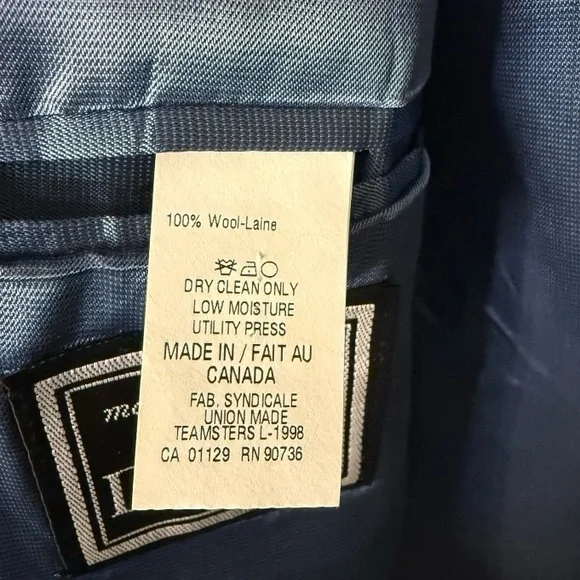 100% Wool-Laine
DRY CLEAN ONLY
LOW MOISTURE
UTILITY PRESS
MADE IN / FAIT AU
CANADA
FAB. SYNDICALE
UNION MADE
TEAMSTERS L-1998
CA 01129 RN 90736